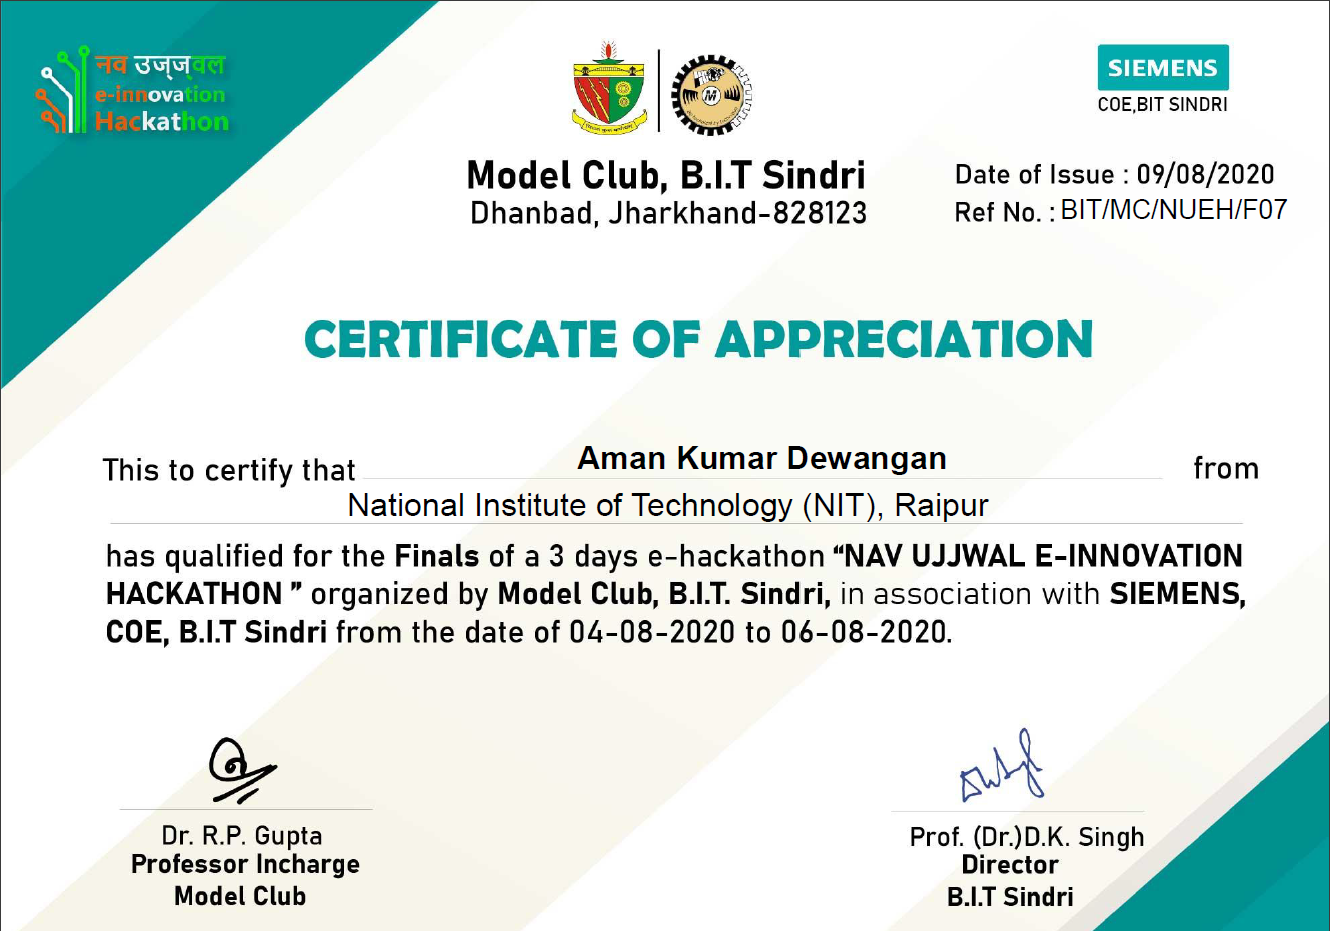 नव उज्ज्वल
e-innovation
Hackathon
SIEMENS
COE,BIT SINDRI
M
Model Club, B.I.T Sindri
Dhanbad, Jharkhand-828123
Date of Issue : 09/08/2020
Ref No. : BIT/MC/NUEH/F07
CERTIFICATE OF APPRECIATION
This to certify that Aman Kumar Dewangan from
National Institute of Technology (NIT), Raipur
has qualified for the Finals of a 3 days e-hackathon “NAV UJJWAL E-INNOVATION
HACKATHON ” organized by Model Club, B.I.T. Sindri, in association with SIEMENS,
COE, B.I.T Sindri from the date of 04-08-2020 to 06-08-2020.
Dr. R.P. Gupta
Professor Incharge
Model Club
Prof. (Dr.)D.K. Singh
Director
B.I.T Sindri